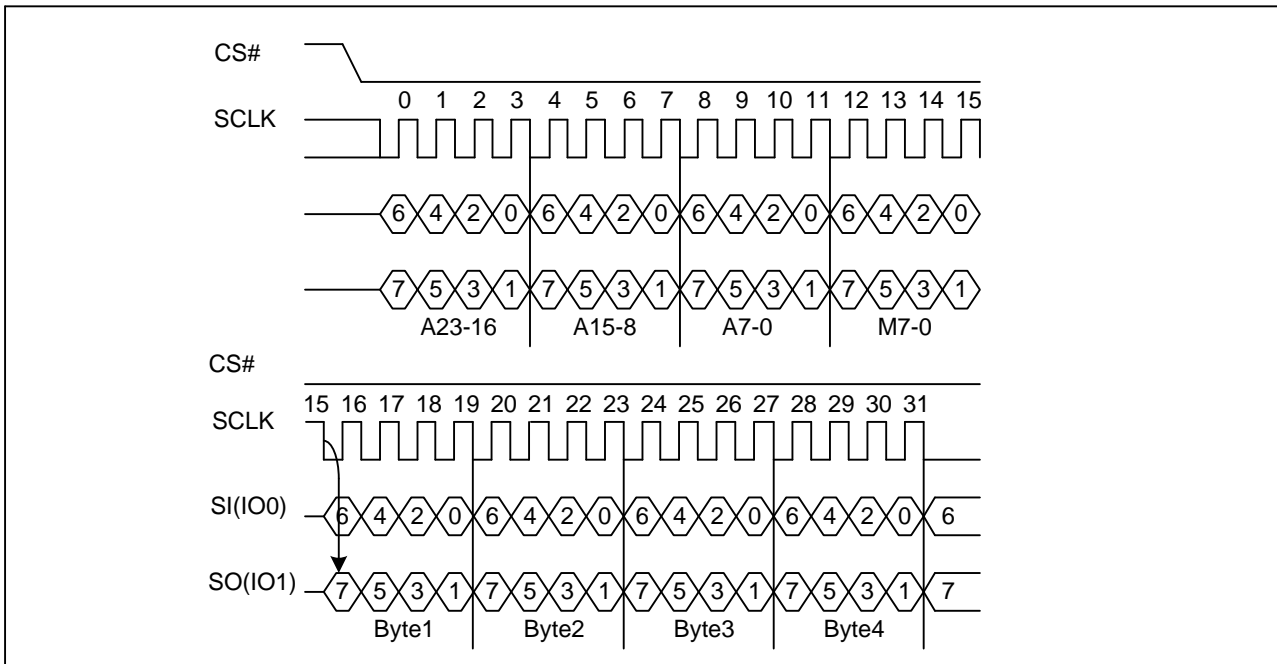 CS#
0 1 2 3 4 5 6 7 8 9 10 11 12 13 14 15
SCLK
6 4 2 0 6 4 2 0 6 4 2 0 6 4 2 0
7 5 3 1 7 5 3 1 7 5 3 1 7 5 3 1
A23-16 A15-8 A7-0 M7-0
CS#
15 16 17 18 19 20 21 22 23 24 25 26 27 28 29 30 31
SCLK
SI(IO0) 6 4 2 0 6 4 2 0 6 4 2 0 6 4 2 0 6
SO(IO1) 7 5 3 1 7 5 3 1 7 5 3 1 7 5 3 1 7
Byte1 Byte2 Byte3 Byte4